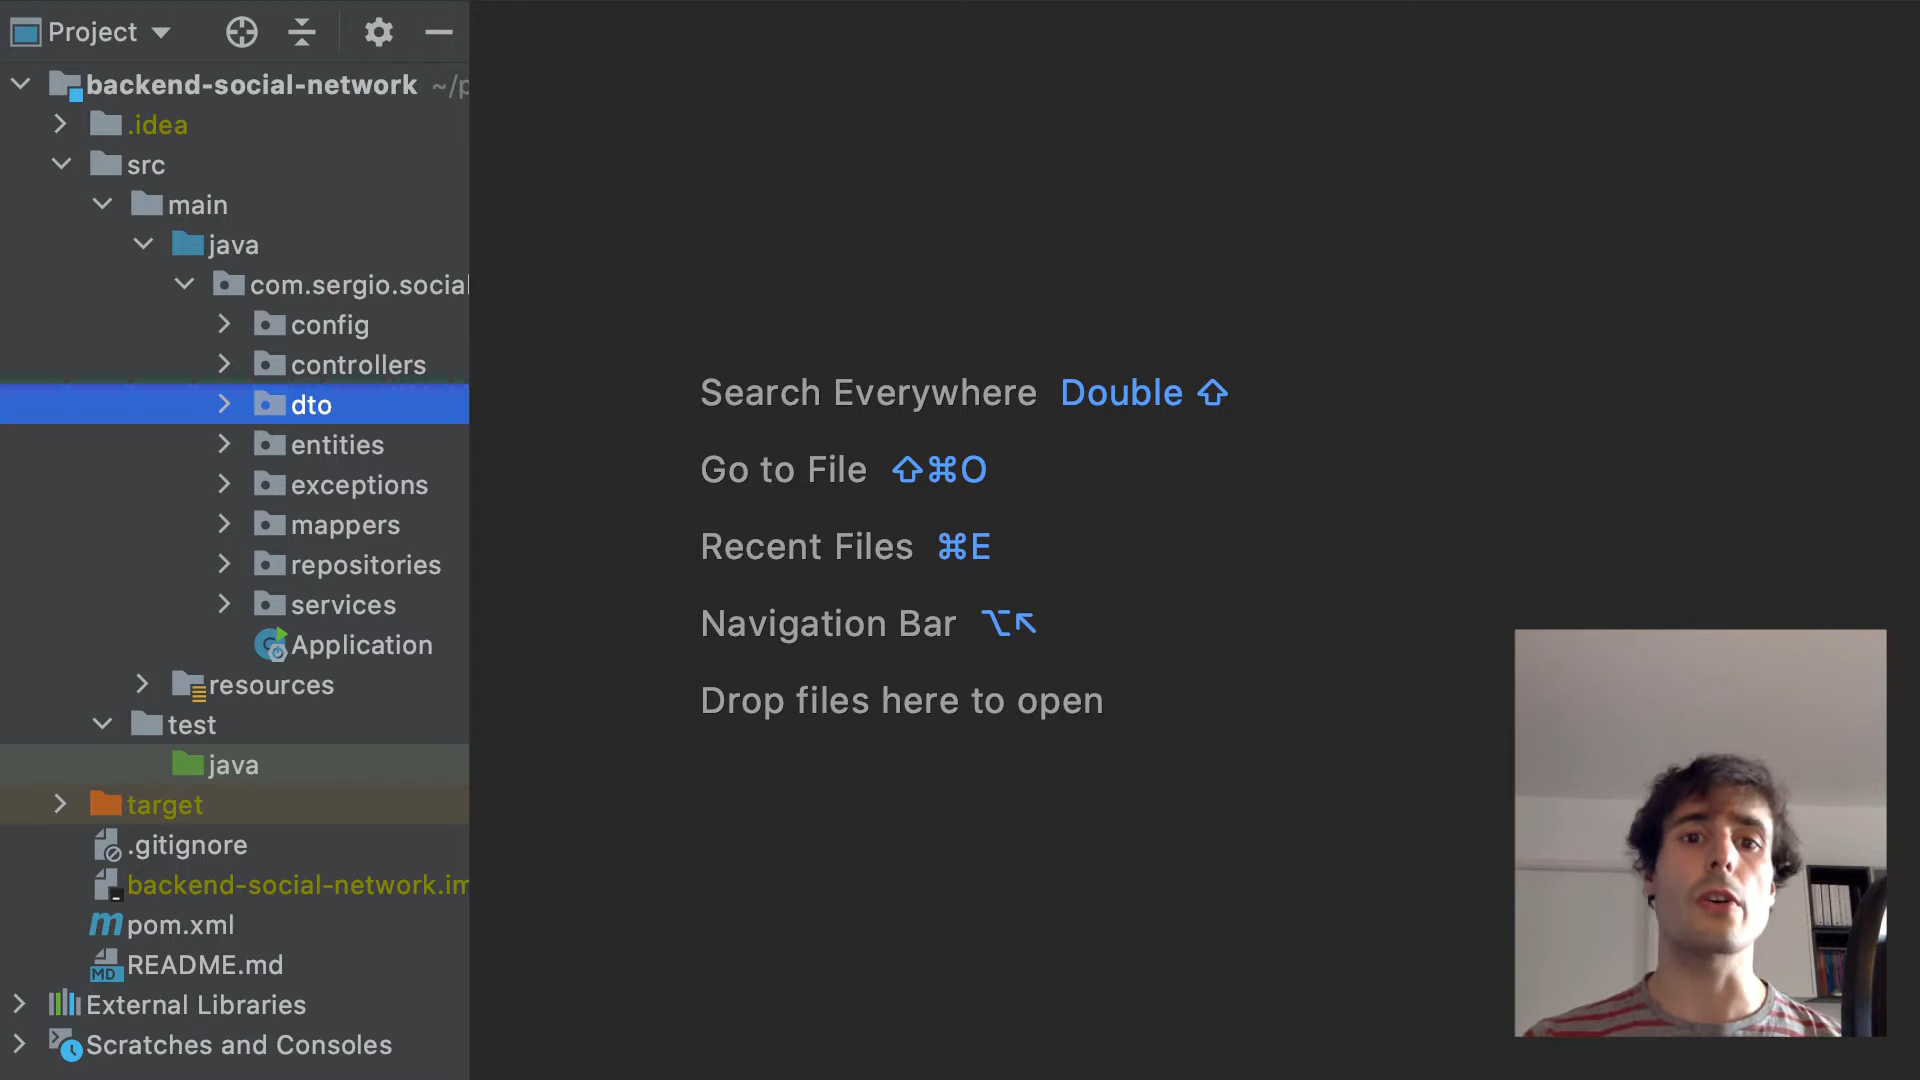 Project
backend-social-network ~/p
.idea
src
main
java
com.sergio.social
config
controllers
dto
entities
exceptions
mappers
repositories
services
Application
resources
test
java
target
.gitignore
backend-social-network.im
pom.xml
README.md
External Libraries
Scratches and Consoles
Search Everywhere Double ⇧
Go to File ⇧⌘O
Recent Files ⌘E
Navigation Bar ⌥↖
Drop files here to open